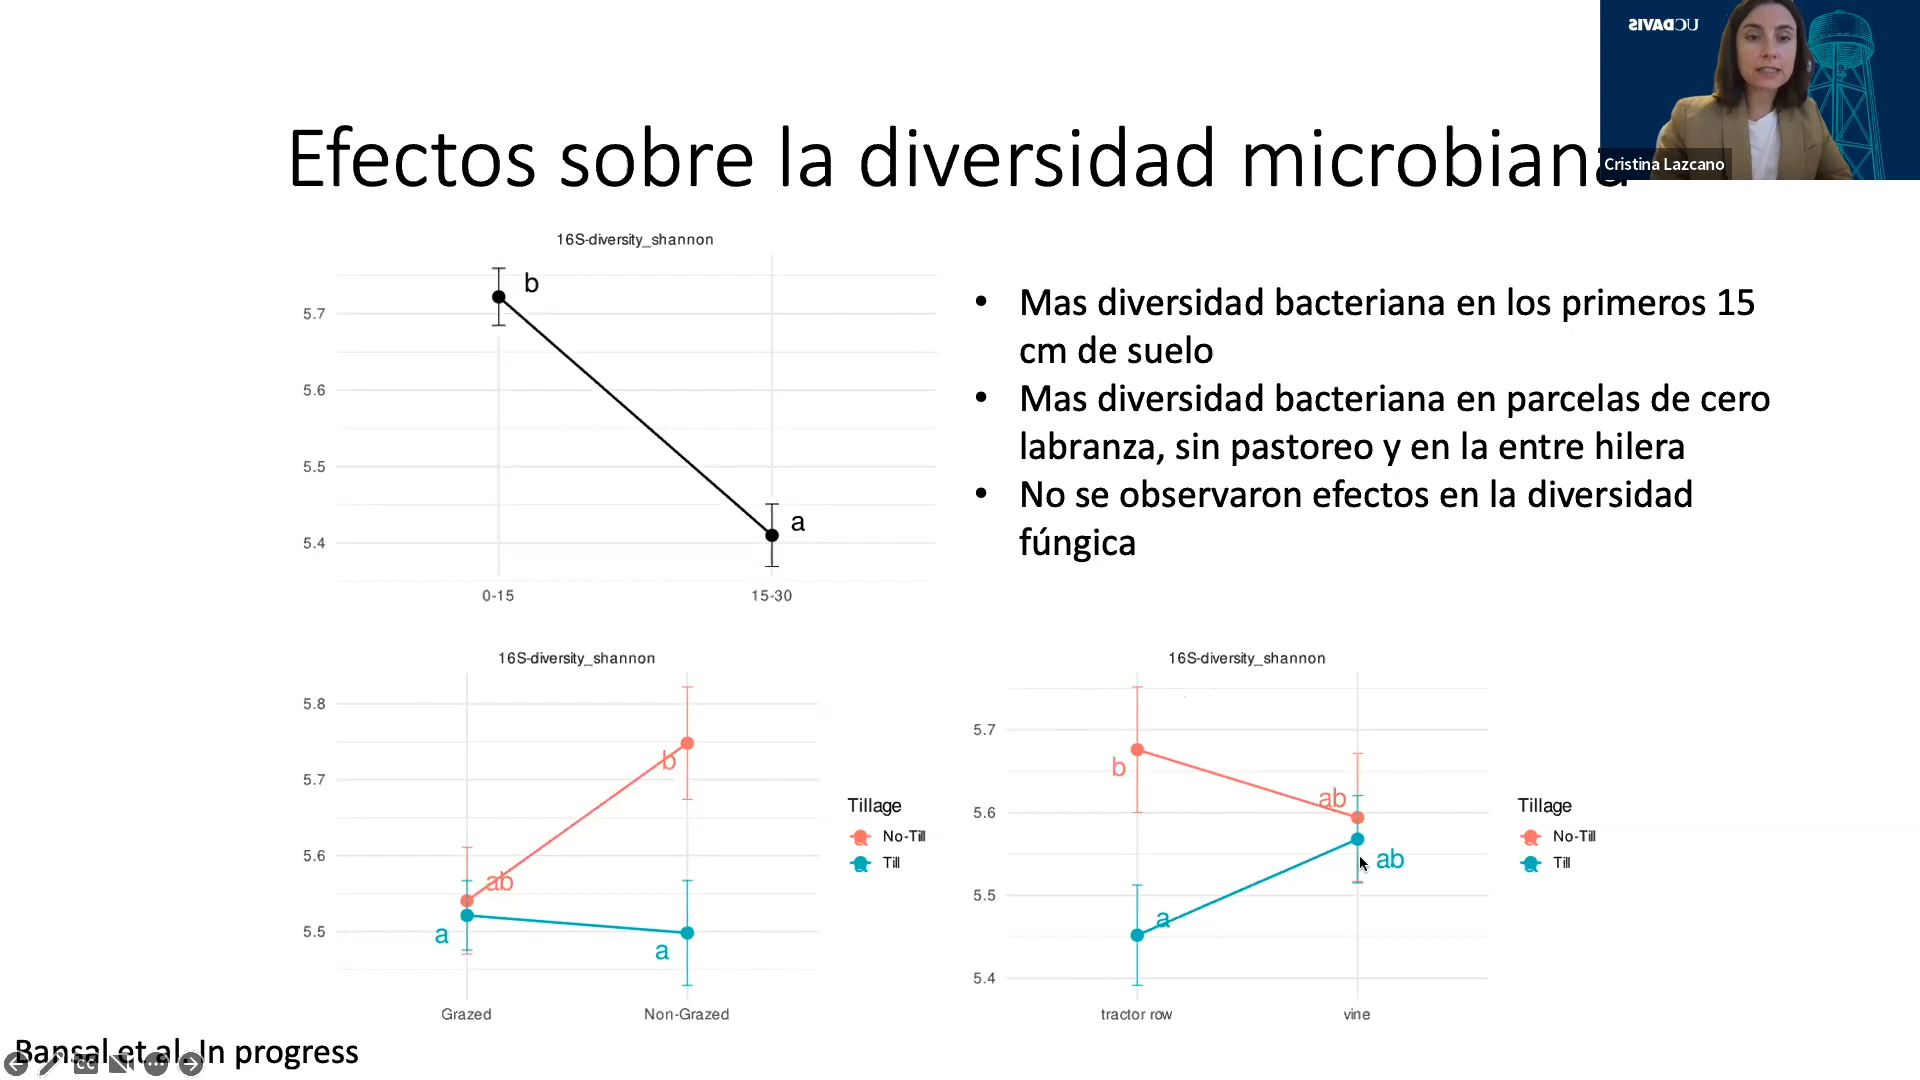 UCDAVIS
Cristina Lazcano
Efectos sobre la diversidad microbiana
16S-diversity_shannon
5.7
5.6
5.5
5.4
b
a
0-15
15-30
• Mas diversidad bacteriana en los primeros 15
cm de suelo
• Mas diversidad bacteriana en parcelas de cero
labranza, sin pastoreo y en la entre hilera
• No se observaron efectos en la diversidad
fúngica
16S-diversity_shannon
5.8
5.7
5.6
5.5
b
ab
a
a
Grazed
Non-Grazed
Tillage
a No-Till
a Till
16S-diversity_shannon
5.7
5.6
5.5
5.4
b
ab
ab
a
tractor row
vine
Tillage
a No-Till
a Till
Bansal et al. In progress
CC